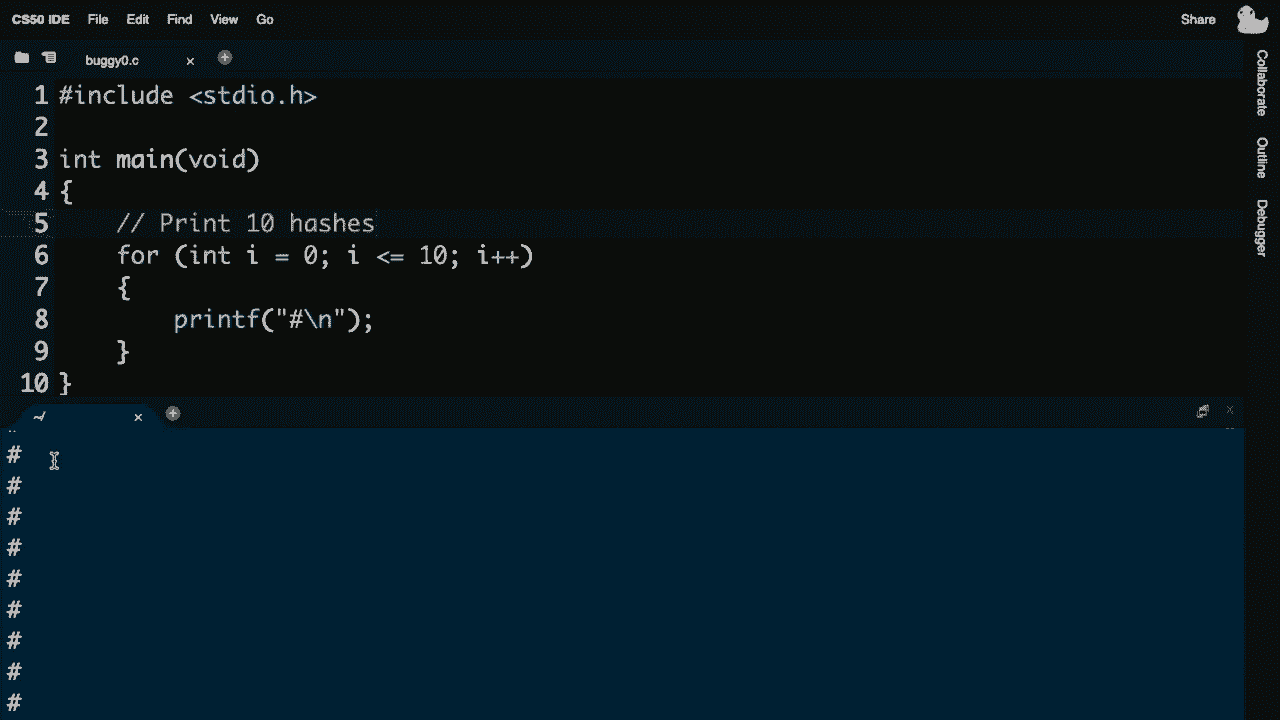 CS50 IDE File Edit Find View Go Share
buggy0.c
1 #include <stdio.h>
2
3 int main(void)
4 {
5 // Print 10 hashes
6 for (int i = 0; i <= 10; i++)
7 {
8 printf("#\n");
9 }
10 }
#
#
#
#
#
#
#
#
#
Collaborate
Outline
Debugger